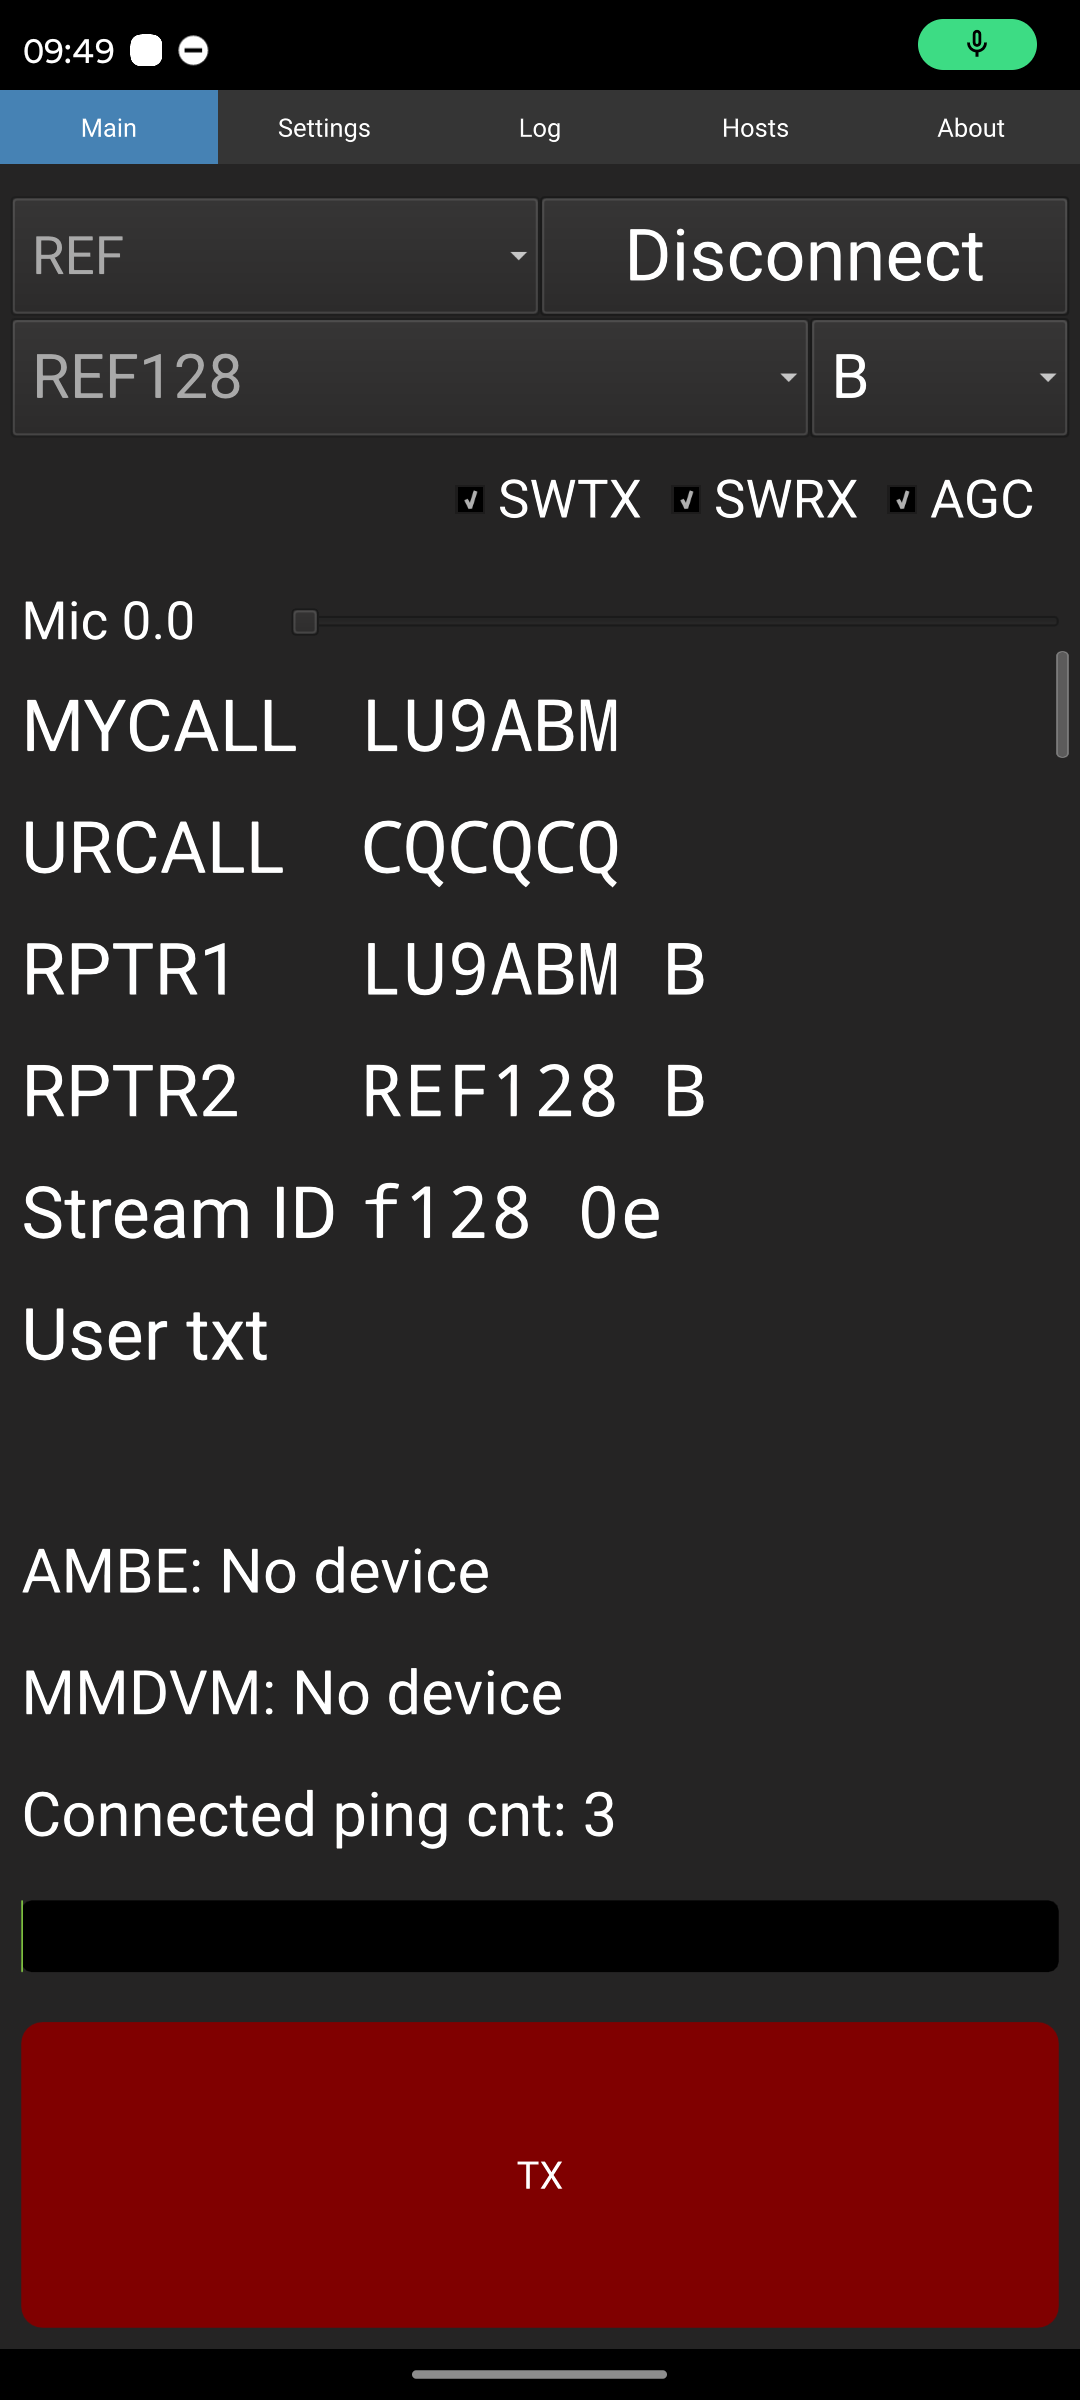 09:49
Main Settings Log Hosts About
REF Disconnect
REF128 B
SWTX SWRX AGC
Mic 0.0
MYCALL LU9ABM
URCALL CQCQCQ
RPTR1 LU9ABM B
RPTR2 REF128 B
Stream ID f128 0e
User txt
AMBE: No device
MMDVM: No device
Connected ping cnt: 3
TX